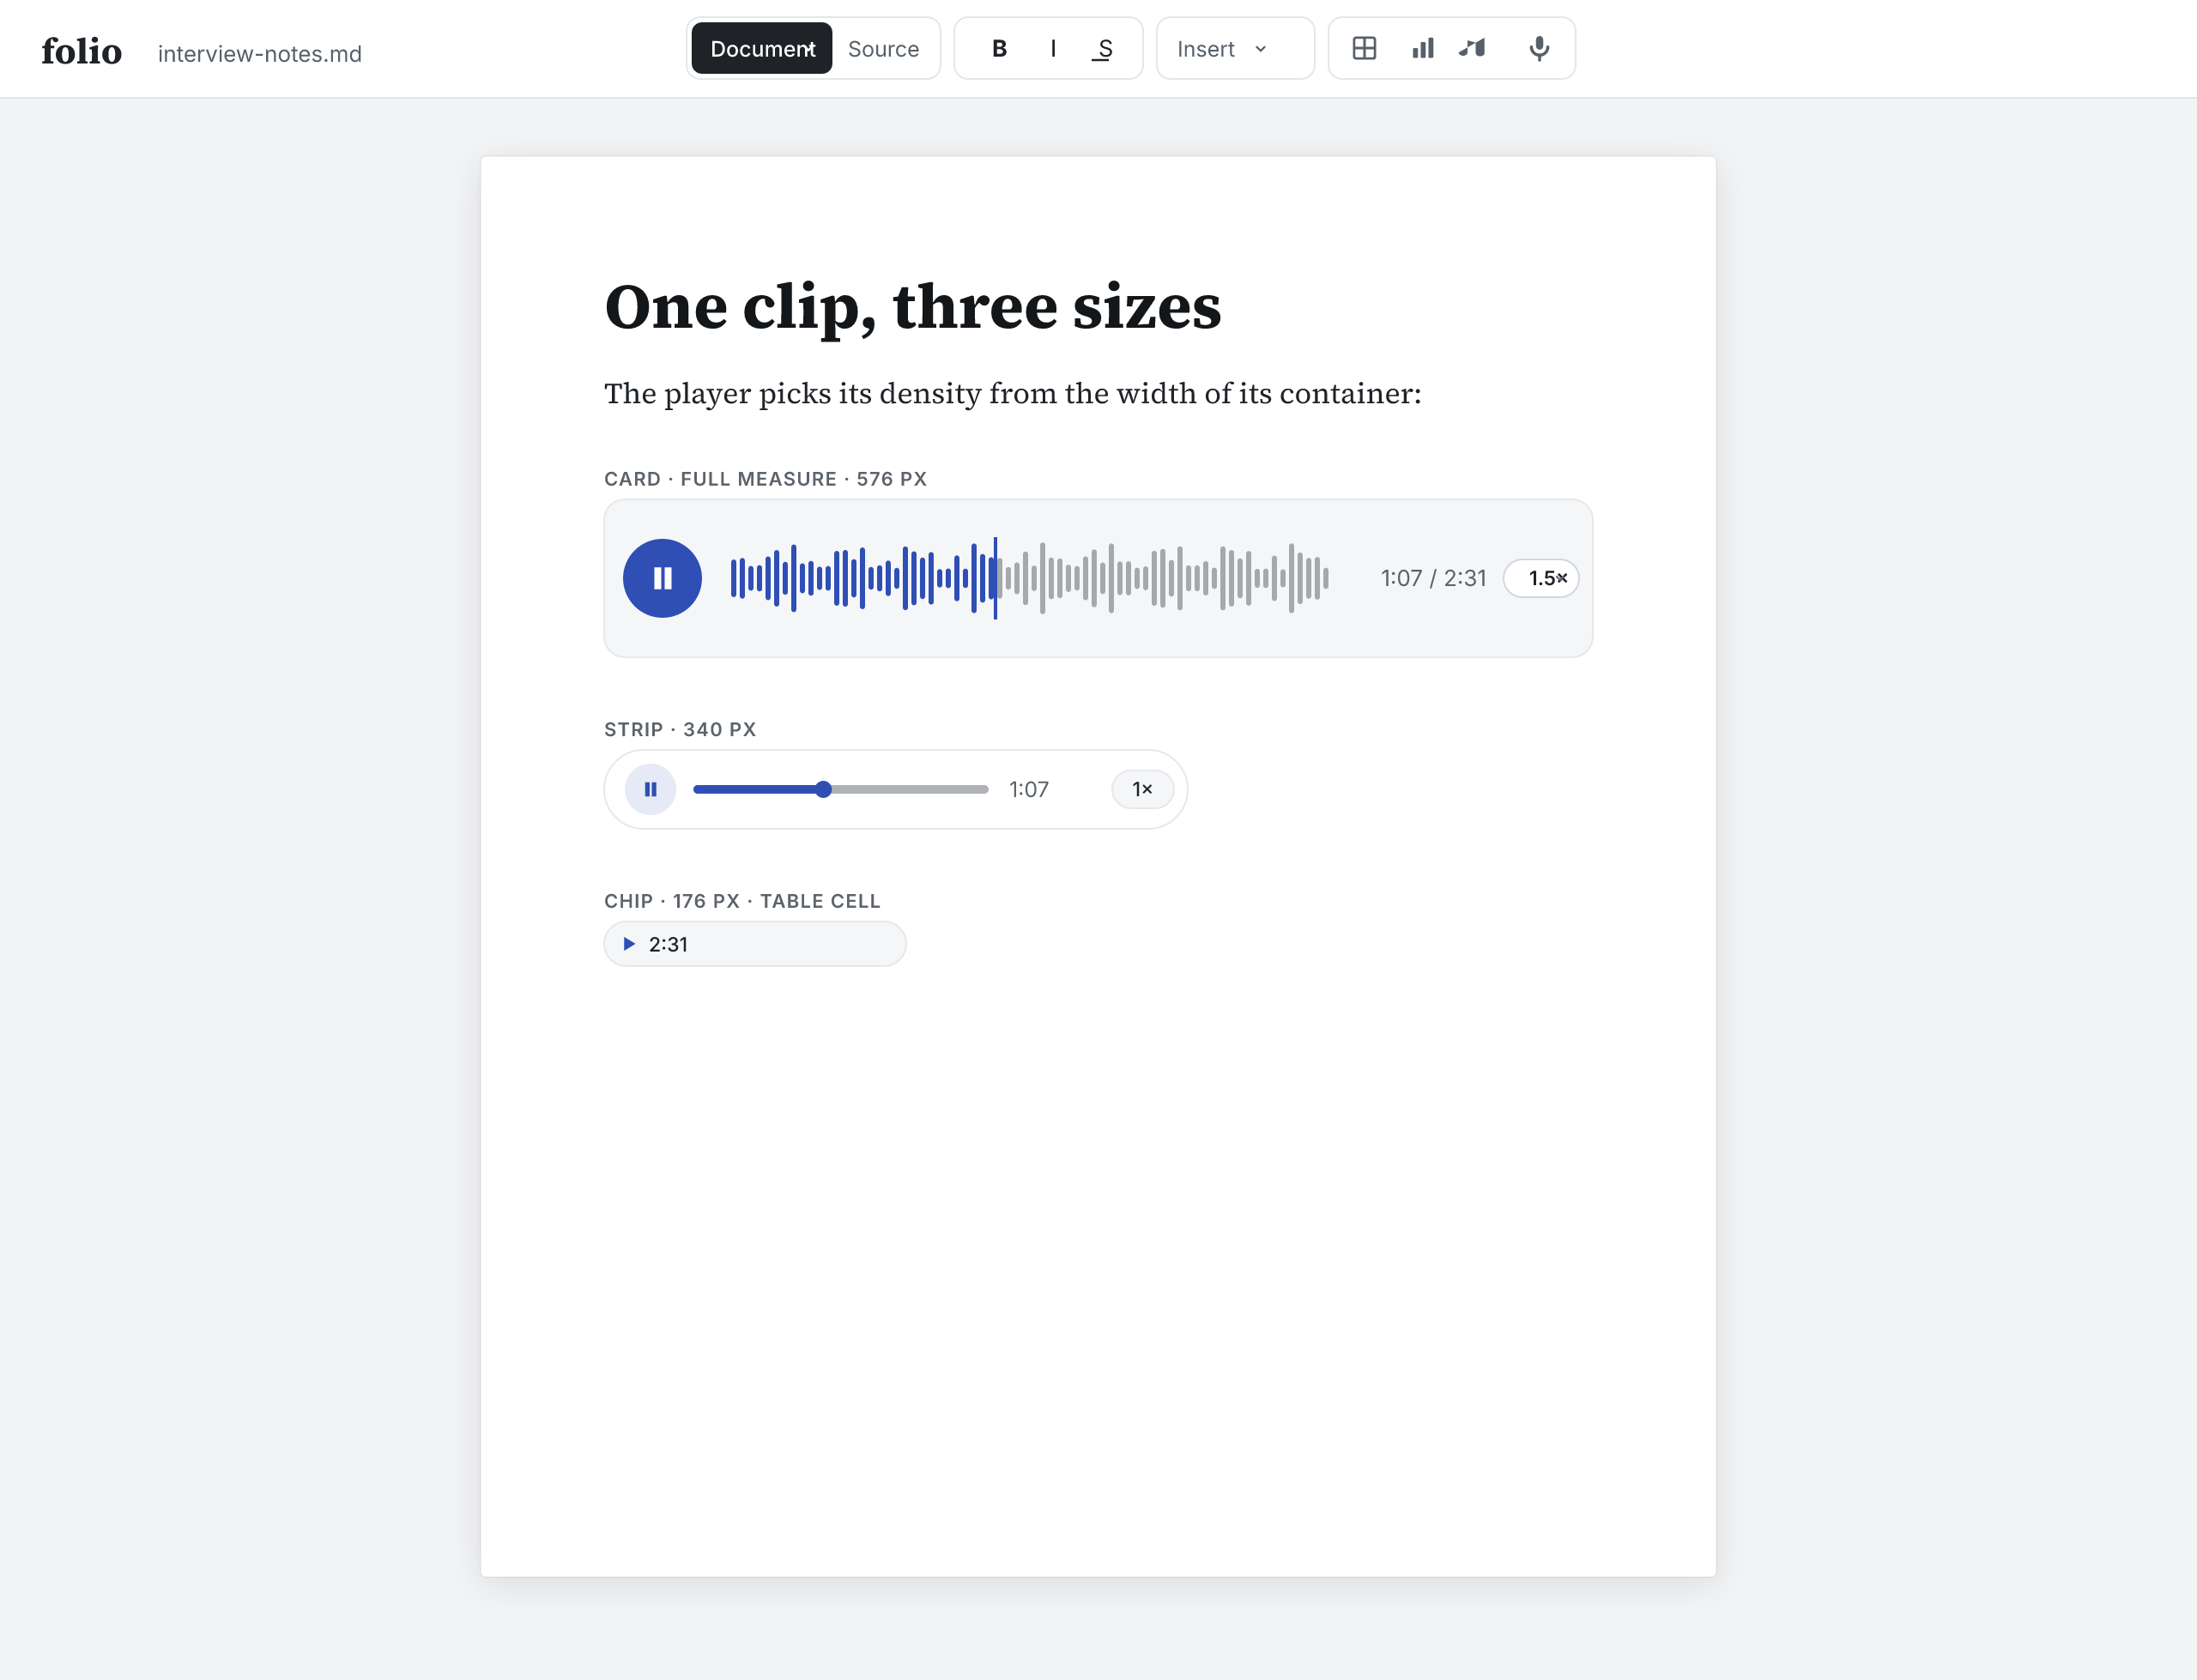 folio
interview-notes.md
Document Source B I S Insert
One clip, three sizes
The player picks its density from the width of its container:
CARD · FULL MEASURE · 576 PX
1:07 / 2:31 1.5×
STRIP · 340 PX
1:07 1×
CHIP · 176 PX · TABLE CELL
2:31